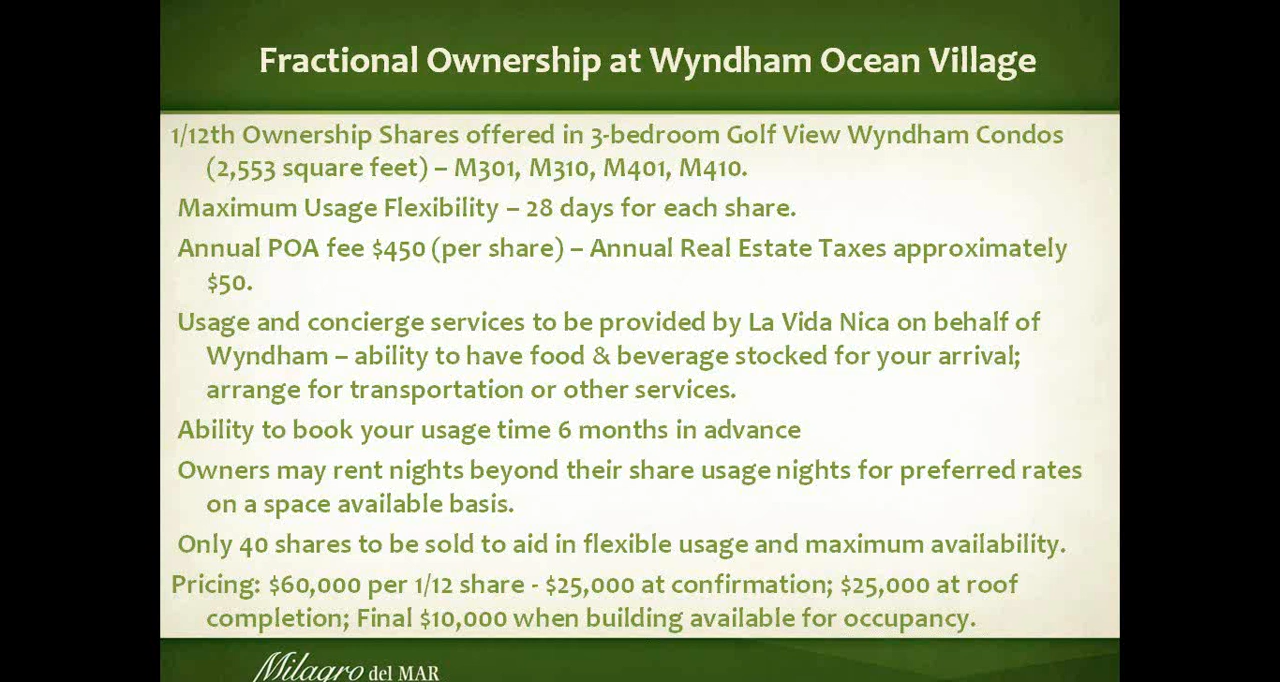 Fractional Ownership at Wyndham Ocean Village
1/12th Ownership Shares offered in 3-bedroom Golf View Wyndham Condos
(2,553 square feet) – M301, M310, M401, M410.
Maximum Usage Flexibility – 28 days for each share.
Annual POA fee $450 (per share) – Annual Real Estate Taxes approximately
$50.
Usage and concierge services to be provided by La Vida Nica on behalf of
Wyndham – ability to have food & beverage stocked for your arrival;
arrange for transportation or other services.
Ability to book your usage time 6 months in advance
Owners may rent nights beyond their share usage nights for preferred rates
on a space available basis.
Only 40 shares to be sold to aid in flexible usage and maximum availability.
Pricing: $60,000 per 1/12 share - $25,000 at confirmation; $25,000 at roof
completion; Final $10,000 when building available for occupancy.
Milagro del MAR